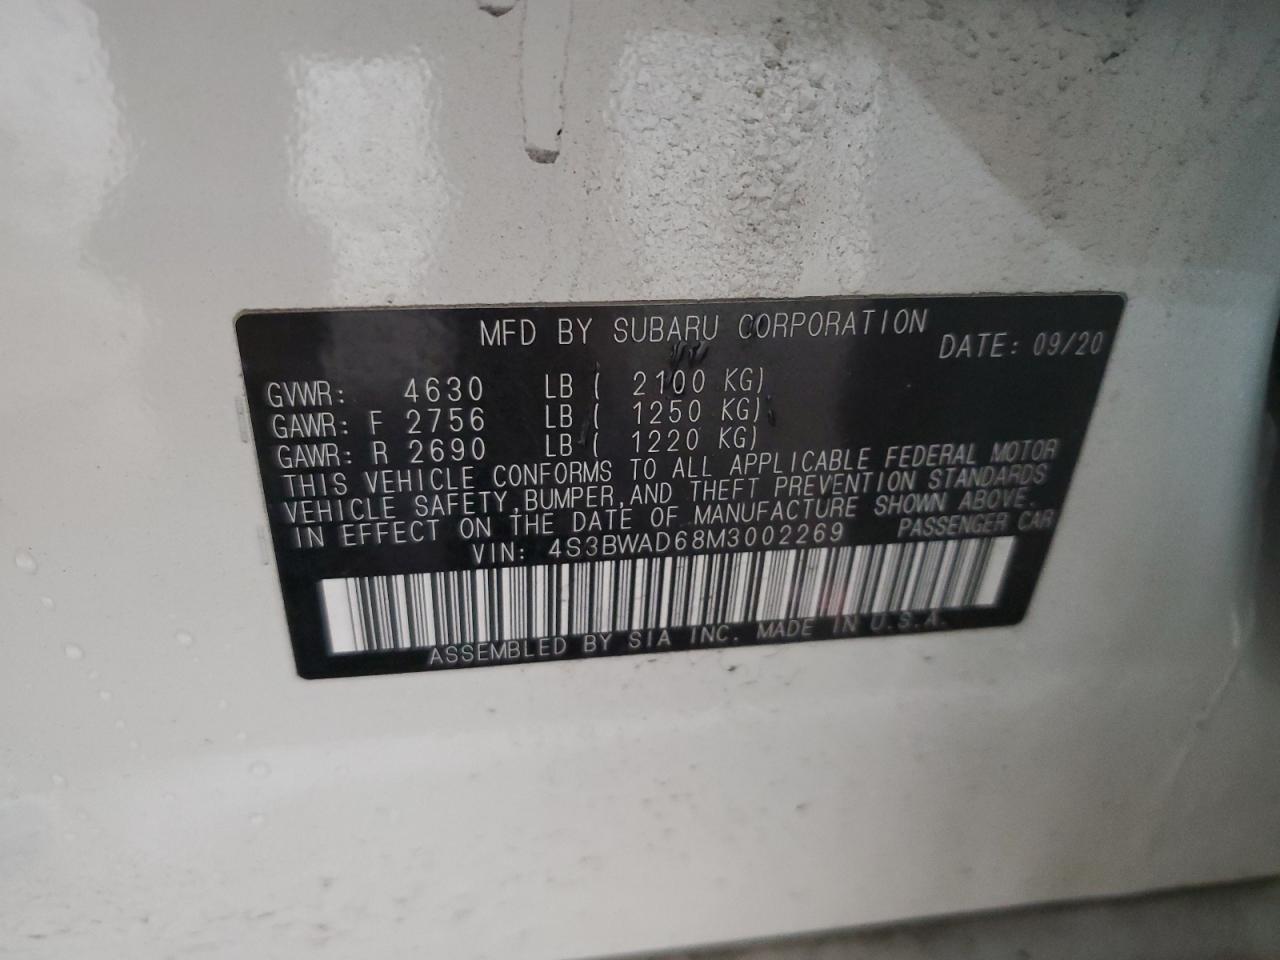 MFD BY SUBARU CORPORATION
DATE: 09/20
GVWR: 4630 LB ( 2100 KG)
GAWR: F 2756 LB ( 1250 KG)
GAWR: R 2690 LB ( 1220 KG)
THIS VEHICLE CONFORMS TO ALL APPLICABLE FEDERAL MOTOR
VEHICLE SAFETY,BUMPER,AND THEFT PREVENTION STANDARDS
IN EFFECT ON THE DATE OF MANUFACTURE SHOWN ABOVE.
VIN: 4S3BWAD68M3002269 PASSENGER CAR
ASSEMBLED BY SIA INC. MADE IN U.S.A.